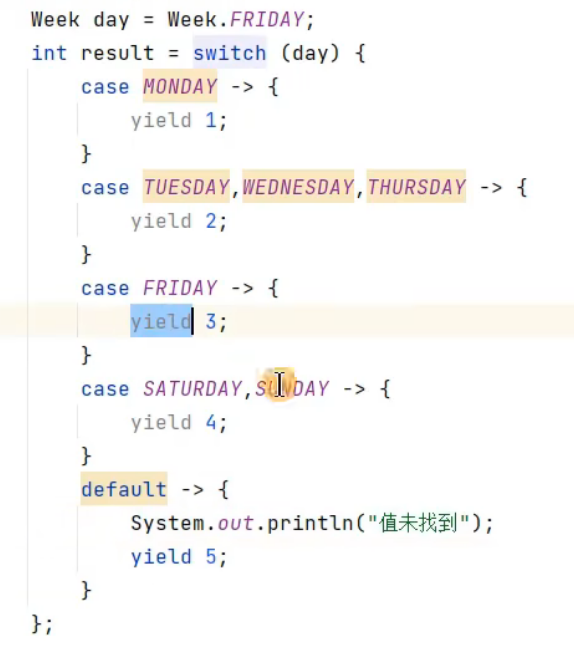 Week day = Week.FRIDAY;
int result = switch (day) {
case MONDAY -> {
yield 1;
}
case TUESDAY,WEDNESDAY,THURSDAY -> {
yield 2;
}
case FRIDAY -> {
yield 3;
}
case SATURDAY,SUNDAY -> {
yield 4;
}
default -> {
System.out.println("值未找到");
yield 5;
}
};